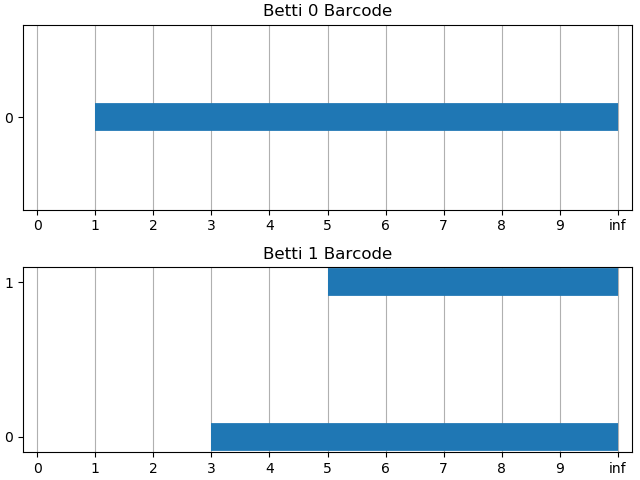 Betti 0 Barcode
0
0 1 2 3 4 5 6 7 8 9 inf
Betti 1 Barcode
1
0
0 1 2 3 4 5 6 7 8 9 inf